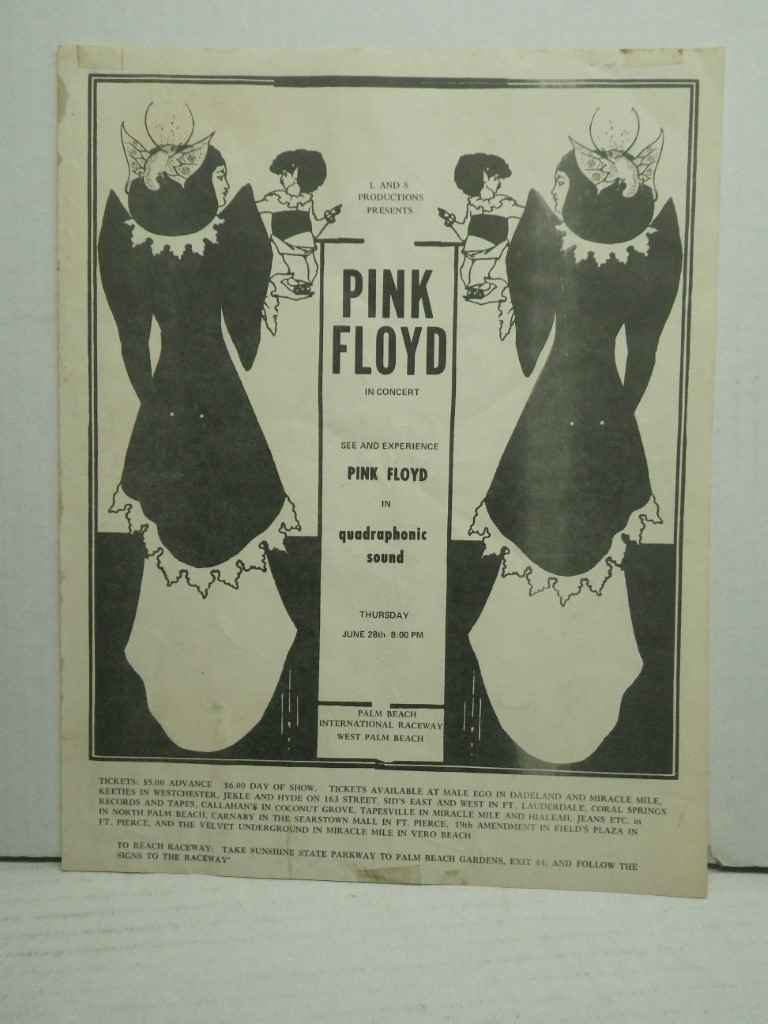 L AND S
PRODUCTIONS
PRESENTS
PINK
FLOYD
IN CONCERT
SEE AND EXPERIENCE
PINK FLOYD
IN
quadraphonic
sound
THURSDAY
JUNE 28th 8:00 PM
PALM BEACH
INTERNATIONAL RACEWAY
WEST PALM BEACH
TICKETS: $5.00 ADVANCE $6.00 DAY OF SHOW. TICKETS AVAILABLE AT MALE EGO IN DADELAND AND MIRACLE MILE,
KEETIES IN WESTCHESTER, JEKLE AND HYDE ON 163 STREET, SID'S EAST AND WEST IN FT. LAUDERDALE, CORAL SPRINGS
RECORDS AND TAPES, CALLAHAN'S IN COCONUT GROVE, TAPESVILLE IN MIRACLE MILE AND HIALEAH, JEANS ETC. in
IN NORTH PALM BEACH, CARNABY IN THE SEARSTOWN MALL IN FT. PIERCE, 19th AMENDMENT IN FIELD'S PLAZA IN
FT. PIERCE, AND THE VELVET UNDERGROUND IN MIRACLE MILE IN VERO BEACH
TO REACH RACEWAY: TAKE SUNSHINE STATE PARKWAY TO PALM BEACH GARDENS, EXIT 44, AND FOLLOW THE
SIGNS TO THE RACEWAY'